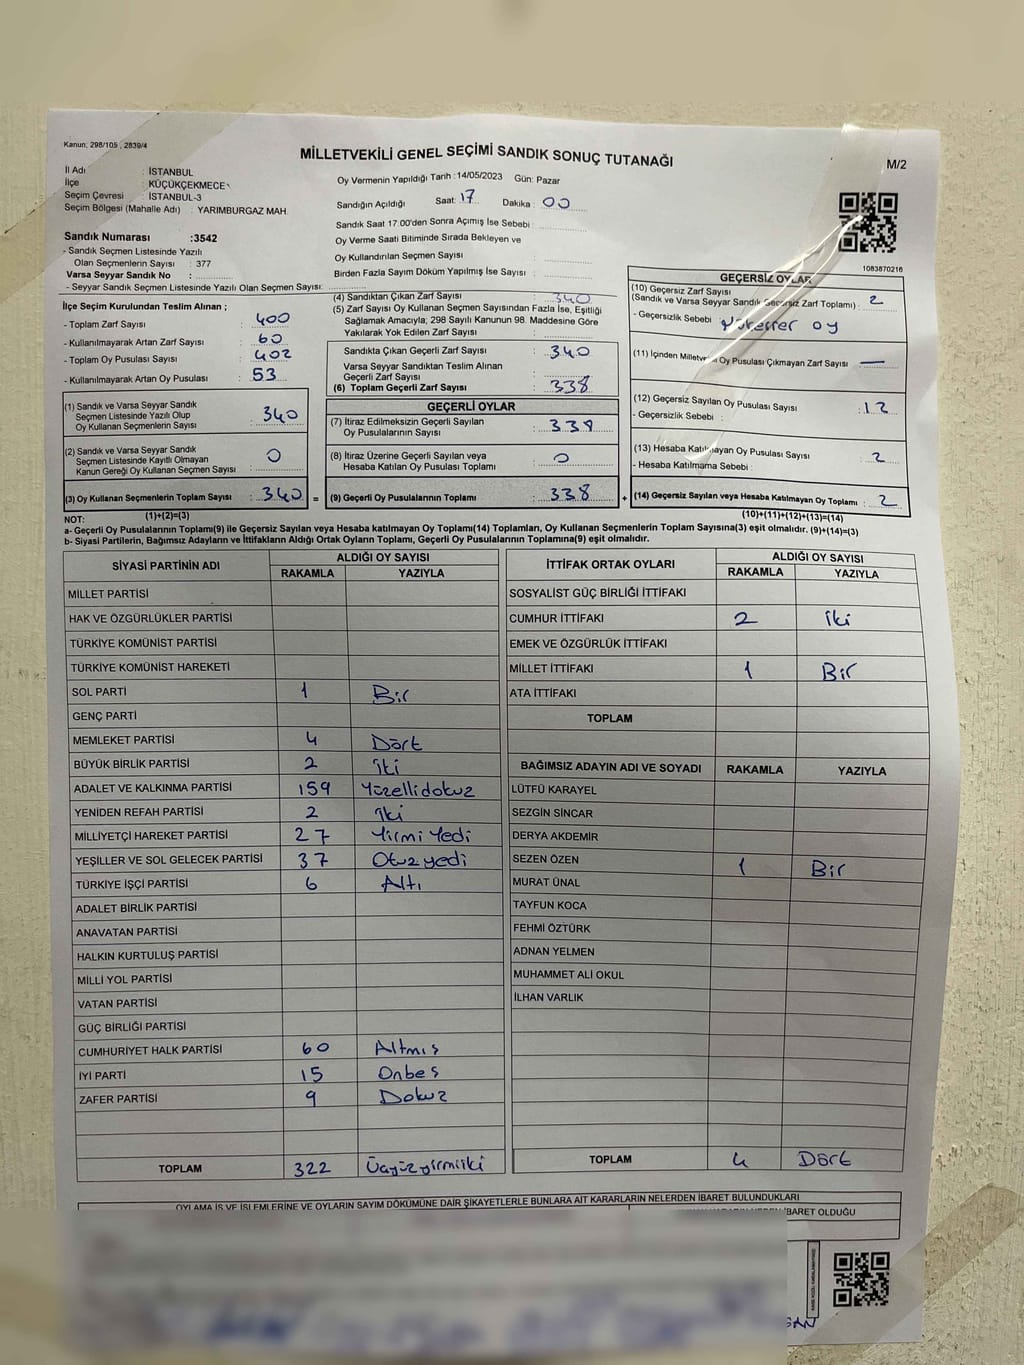 Kanun; 298/105 , 2839/4
MİLLETVEKİLİ GENEL SEÇİMİ SANDIK SONUÇ TUTANAĞI
M/2
İl Adı : İSTANBUL
İlçe : KÜÇÜKÇEKMECE
Seçim Çevresi : İSTANBUL-3
Seçim Bölgesi (Mahalle Adı) : YARIMBURGAZ MAH.
Sandık Numarası :3542
- Sandık Seçmen Listesinde Yazılı
Olan Seçmenlerin Sayısı : 377
Varsa Seyyar Sandık No :
- Seyyar Sandık Seçmen Listesinde Yazılı Olan Seçmen Sayısı:
Oy Vermenin Yapıldığı Tarih :14/05/2023 Gün: Pazar
Sandığın Açıldığı Saat: 17 Dakika : 00
Sandık Saat 17.00'den Sonra Açımış İse Sebebi :
Oy Verme Saati Bitiminde Sırada Bekleyen ve
Oy Kullandırılan Seçmen Sayısı :
Birden Fazla Sayım Döküm Yapılmış İse Sayısı :
1083870216
İlçe Seçim Kurulundan Teslim Alınan ;
- Toplam Zarf Sayısı : 400
- Kullanılmayarak Artan Zarf Sayısı : 60
- Toplam Oy Pusulası Sayısı : 402
- Kullanılmayarak Artan Oy Pusulası : 53
(1) Sandık ve Varsa Seyyar Sandık
Seçmen Listesinde Yazılı Olup
Oy Kullanan Seçmenlerin Sayısı : 340
(2) Sandık ve Varsa Seyyar Sandık
Seçmen Listesinde Kayıtlı Olmayan
Kanun Gereği Oy Kullanan Seçmen Sayısı : 0
(3) Oy Kullanan Seçmenlerin Toplam Sayısı : 340 =
(1)+(2)=(3)
(4) Sandıktan Çıkan Zarf Sayısı : 340
(5) Zarf Sayısı Oy Kullanan Seçmen Sayısından Fazla İse, Eşitliği
Sağlamak Amacıyla; 298 Sayılı Kanunun 98. Maddesine Göre
Yakılarak Yok Edilen Zarf Sayısı :
Sandıkta Çıkan Geçerli Zarf Sayısı : 340
Varsa Seyyar Sandıktan Teslim Alınan
Geçerli Zarf Sayısı :
(6) Toplam Geçerli Zarf Sayısı : 338
GEÇERLİ OYLAR
(7) İtiraz Edilmeksizin Geçerli Sayılan
Oy Pusulalarının Sayısı : 338
(8) İtiraz Üzerine Geçerli Sayılan veya
Hesaba Katılan Oy Pusulası Toplamı : 0
(9) Geçerli Oy Pusulalarının Toplamı : 338 +
GEÇERSİZ OYLAR
(10) Geçersiz Zarf Sayısı
(Sandık ve Varsa Seyyar Sandık Geçersiz Zarf Toplamı) : 2
- Geçersizlik Sebebi : Mükerrer oy
(11) İçinden Milletv Oy Pusulası Çıkmayan Zarf Sayısı : —
(12) Geçersiz Sayılan Oy Pusulası Sayısı : 12
- Geçersizlik Sebebi :
(13) Hesaba Katılmayan Oy Pusulası Sayısı : 2
- Hesaba Katılmama Sebebi :
(14) Geçersiz Sayılan veya Hesaba Katılmayan Oy Toplamı : 2
(10)+(11)+(12)+(13)=(14)
NOT:
a- Geçerli Oy Pusulalarının Toplamı(9) ile Geçersiz Sayılan veya Hesaba katılmayan Oy Toplamı(14) Toplamları, Oy Kullanan Seçmenlerin Toplam Sayısına(3) eşit olmalıdır. (9)+(14)=(3)
b- Siyasi Partilerin, Bağımsız Adayların ve İttifakların Aldığı Oyların Toplamı, Geçerli Oy Pusulalarının Toplamına(9) eşit olmalıdır.
SİYASİ PARTİNİN ADI ALDIĞI OY SAYISI
RAKAMLA YAZIYLA
MİLLET PARTİSİ
HAK VE ÖZGÜRLÜKLER PARTİSİ
TÜRKİYE KOMÜNİST PARTİSİ
TÜRKİYE KOMÜNİST HAREKETİ
SOL PARTİ 1 Bir
GENÇ PARTİ
MEMLEKET PARTİSİ 4 Dört
BÜYÜK BİRLİK PARTİSİ 2 iki
ADALET VE KALKINMA PARTİSİ 159 Yüzellidokuz
YENİDEN REFAH PARTİSİ 2 iki
MİLLİYETÇİ HAREKET PARTİSİ 27 Yirmi Yedi
YEŞİLLER VE SOL GELECEK PARTİSİ 37 Otuzyedi
TÜRKİYE İŞÇİ PARTİSİ 6 Altı
ADALET BİRLİK PARTİSİ
ANAVATAN PARTİSİ
HALKIN KURTULUŞ PARTİSİ
MİLLİ YOL PARTİSİ
VATAN PARTİSİ
GÜÇ BİRLİĞİ PARTİSİ
CUMHURİYET HALK PARTİSİ 60 Altmış
İYİ PARTİ 15 Onbeş
ZAFER PARTİSİ 9 Dokuz
TOPLAM 322 Üçyüzyirmiiki
İTTİFAK ORTAK OYLARI ALDIĞI OY SAYISI
RAKAMLA YAZIYLA
SOSYALİST GÜÇ BİRLİĞİ İTTİFAKI
CUMHUR İTTİFAKI 2 iki
EMEK VE ÖZGÜRLÜK İTTİFAKI
MİLLET İTTİFAKI 1 Bir
ATA İTTİFAKI
TOPLAM
BAĞIMSIZ ADAYIN ADI VE SOYADI RAKAMLA YAZIYLA
LÜTFÜ KARAYEL
SEZGİN SİNCAR
DERYA AKDEMİR
SEZEN ÖZEN 1 Bir
MURAT ÜNAL
TAYFUN KOCA
FEHMİ ÖZTÜRK
ADNAN YELMEN
MUHAMMET ALİ OKUL
İLHAN VARLIK
TOPLAM 4 Dört
OYLAMA İŞ VE İŞLEMLERİNE VE OYLARIN SAYIM DÖKÜMÜNE DAİR ŞİKAYETLERLE BUNLARA AİT KARARLARIN NELERDEN İBARET BULUNDUKLARI
İBARET OLDUĞU